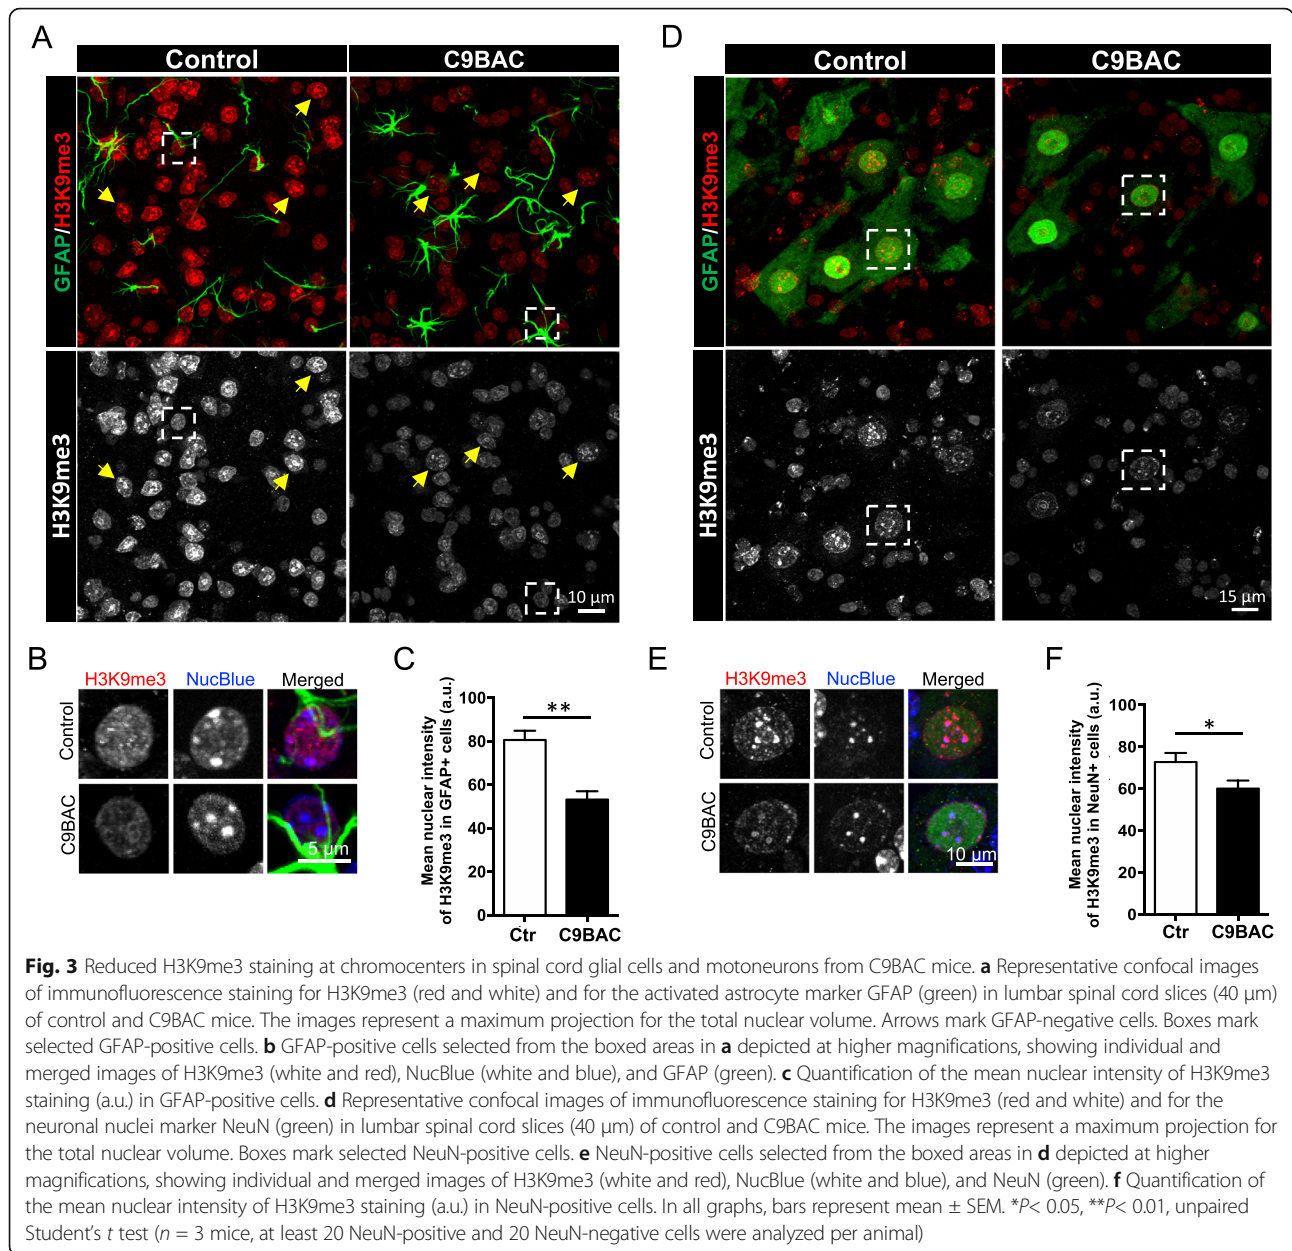 A
Control
C9BAC
GFAP/H3K9me3
H3K9me3
10 µm
D
Control
C9BAC
GFAP/H3K9me3
H3K9me3
15 µm
B
H3K9me3 NucBlue Merged
Control
C9BAC
5 µm
C
Mean nuclear intensity
of H3K9me3 in GFAP+ cells (a.u.)
100
80
60
40
20
0
**
Ctr C9BAC
E
H3K9me3 NucBlue Merged
Control
C9BAC
10 µm
F
Mean nuclear intensity
of H3K9me3 in NeuN+ cells (a.u.)
100
80
60
40
20
0
*
Ctr C9BAC
Fig. 3 Reduced H3K9me3 staining at chromocenters in spinal cord glial cells and motoneurons from C9BAC mice. a Representative confocal images
of immunofluorescence staining for H3K9me3 (red and white) and for the activated astrocyte marker GFAP (green) in lumbar spinal cord slices (40 µm)
of control and C9BAC mice. The images represent a maximum projection for the total nuclear volume. Arrows mark GFAP-negative cells. Boxes mark
selected GFAP-positive cells. b GFAP-positive cells selected from the boxed areas in a depicted at higher magnifications, showing individual and
merged images of H3K9me3 (white and red), NucBlue (white and blue), and GFAP (green). c Quantification of the mean nuclear intensity of H3K9me3
staining (a.u.) in GFAP-positive cells. d Representative confocal images of immunofluorescence staining for H3K9me3 (red and white) and for the
neuronal nuclei marker NeuN (green) in lumbar spinal cord slices (40 µm) of control and C9BAC mice. The images represent a maximum projection for
the total nuclear volume. Boxes mark selected NeuN-positive cells. e NeuN-positive cells selected from the boxed areas in d depicted at higher
magnifications, showing individual and merged images of H3K9me3 (white and red), NucBlue (white and blue), and NeuN (green). f Quantification of
the mean nuclear intensity of H3K9me3 staining (a.u.) in NeuN-positive cells. In all graphs, bars represent mean ± SEM. *P< 0.05, **P< 0.01, unpaired
Student's t test (n = 3 mice, at least 20 NeuN-positive and 20 NeuN-negative cells were analyzed per animal)